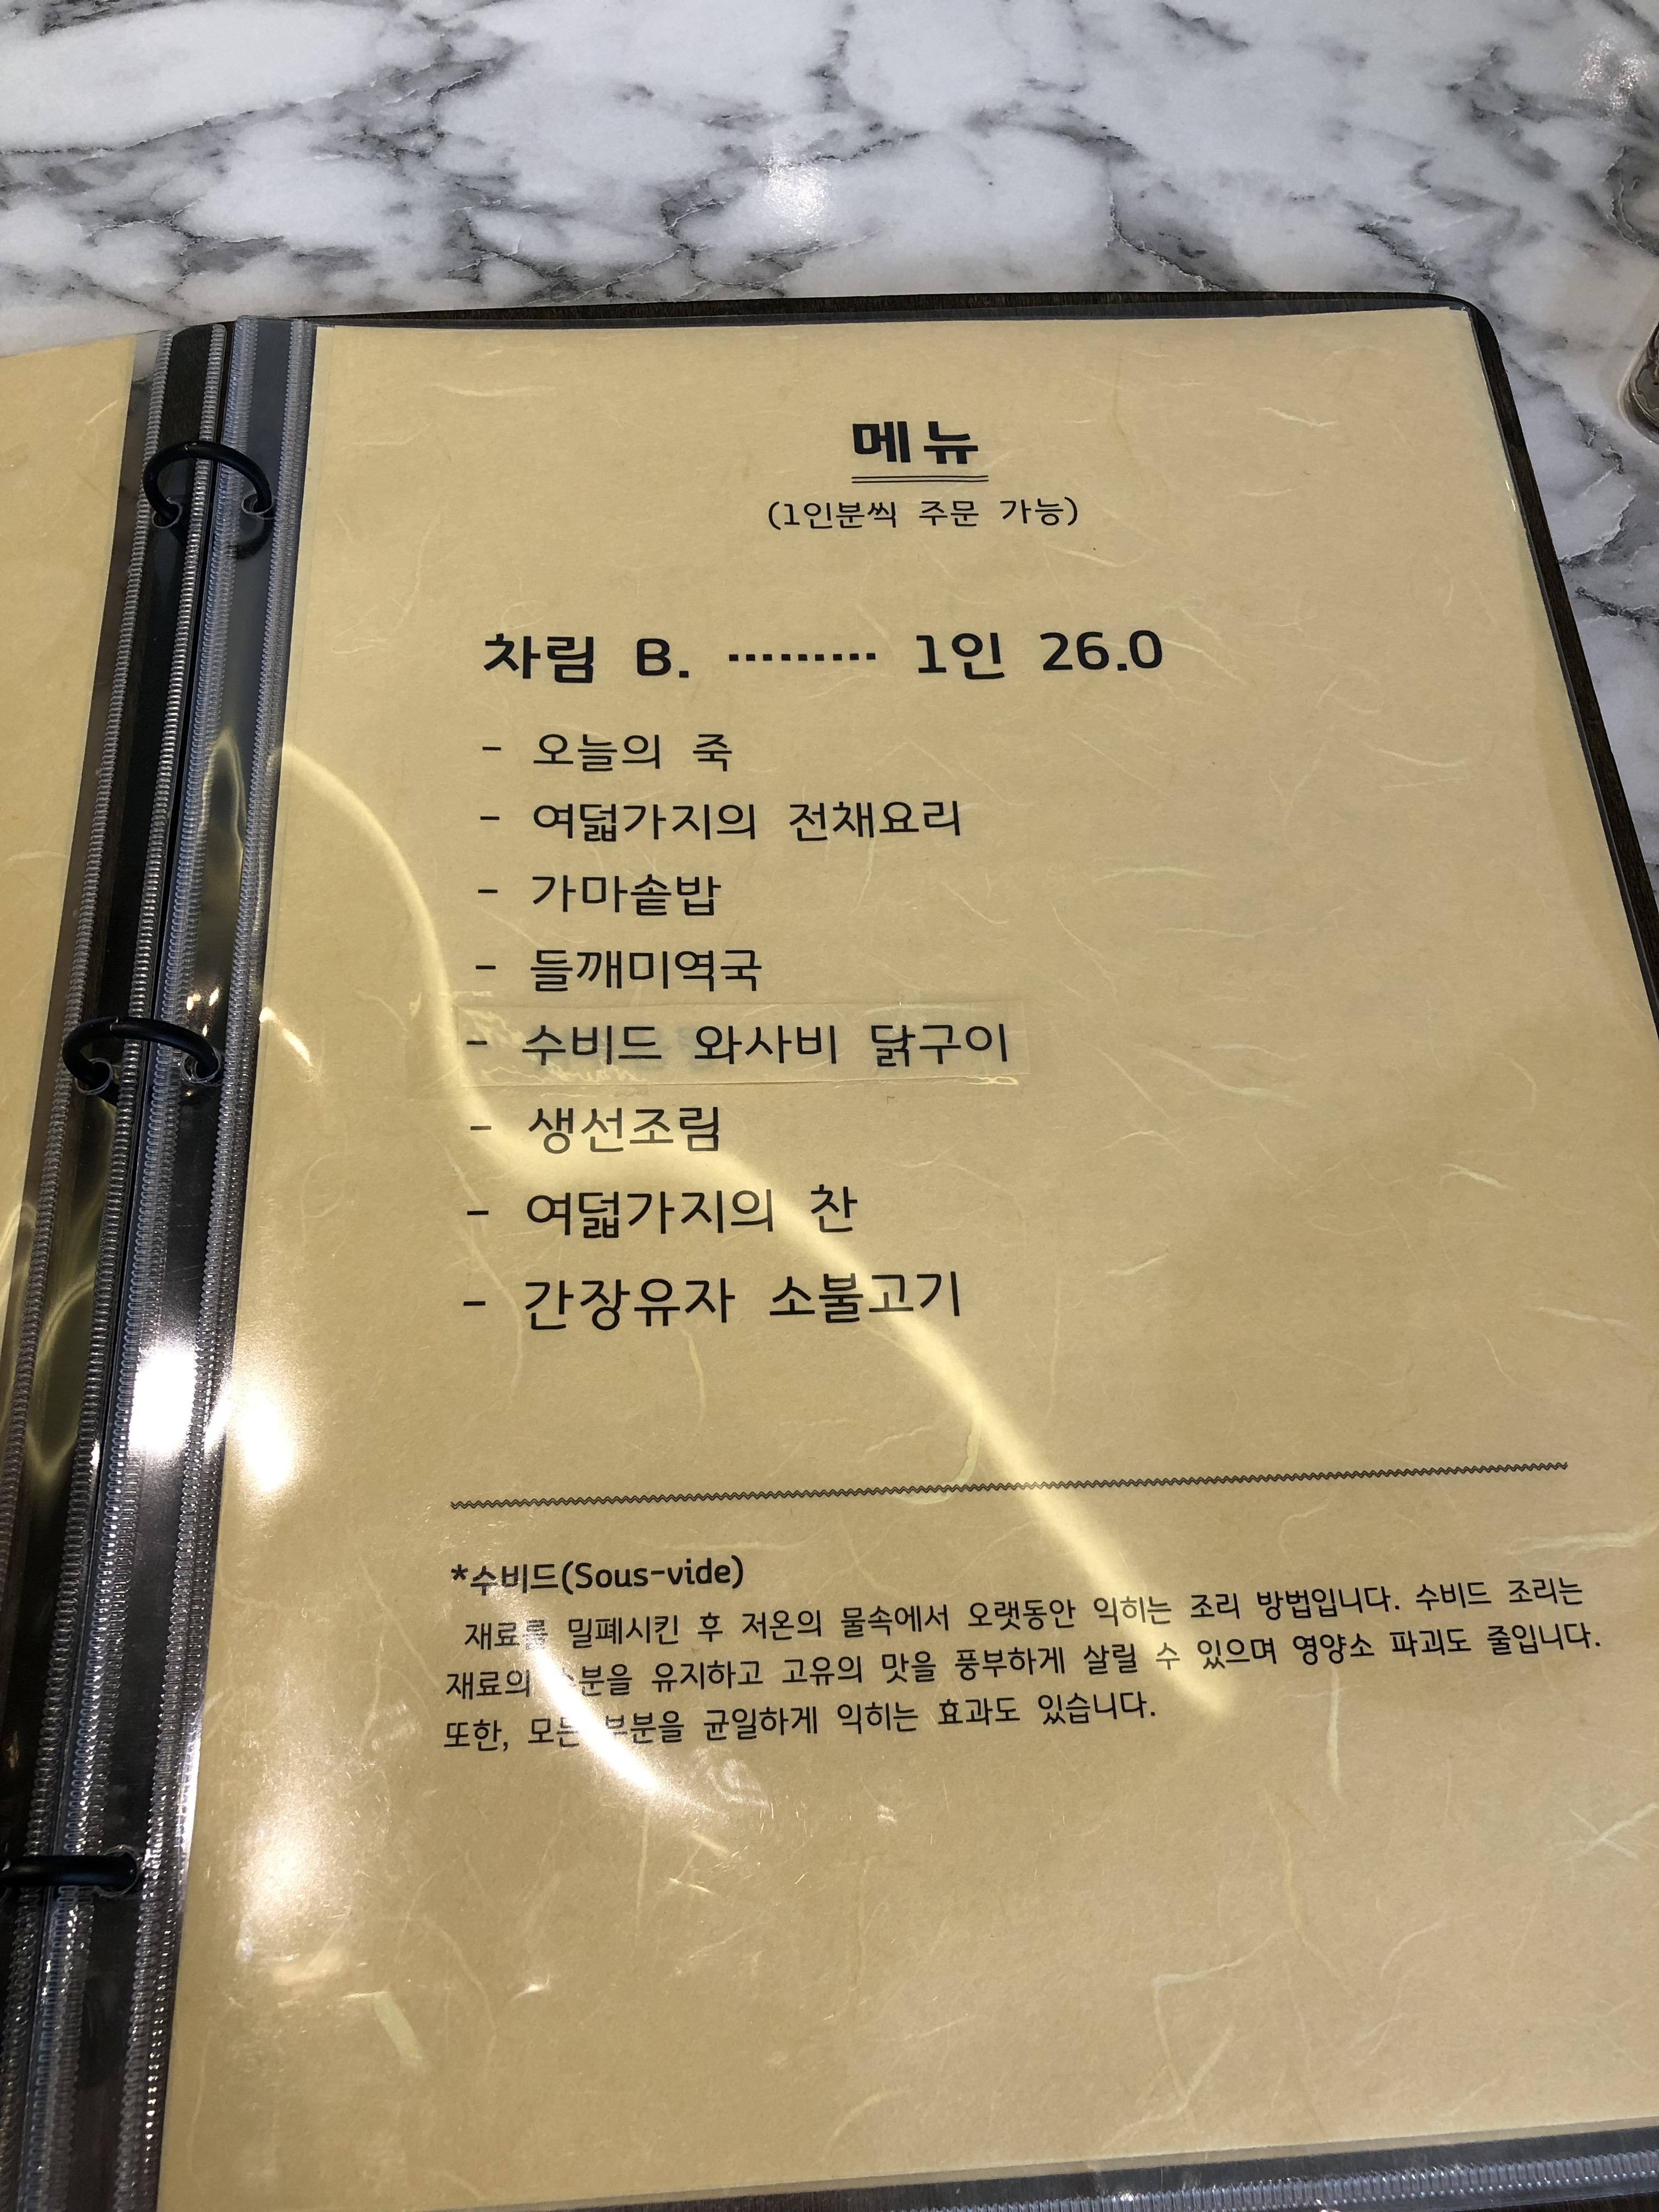 메뉴
(1인분씩 주문 가능)
차림 B. ········· 1인 26.0
- 오늘의 죽
- 여덟가지의 전채요리
- 가마솥밥
- 들깨미역국
- 수비드 와사비 닭구이
- 생선조림
- 여덟가지의 찬
- 간장유자 소불고기
*수비드(Sous-vide)
재료를 밀폐시킨 후 저온의 물속에서 오랫동안 익히는 조리 방법입니다. 수비드 조리는
재료의 유지하고 고유의 맛을 풍부하게 살릴 수 있으며 영양소 파괴도 줄입니다.
또한, 모든 부분을 균일하게 익히는 효과도 있습니다.